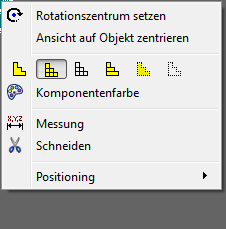 Rotationszentrum setzen
Ansicht auf Objekt zentrieren
Komponentenfarbe
X,Y,Z
Messung
Schneiden
Positioning